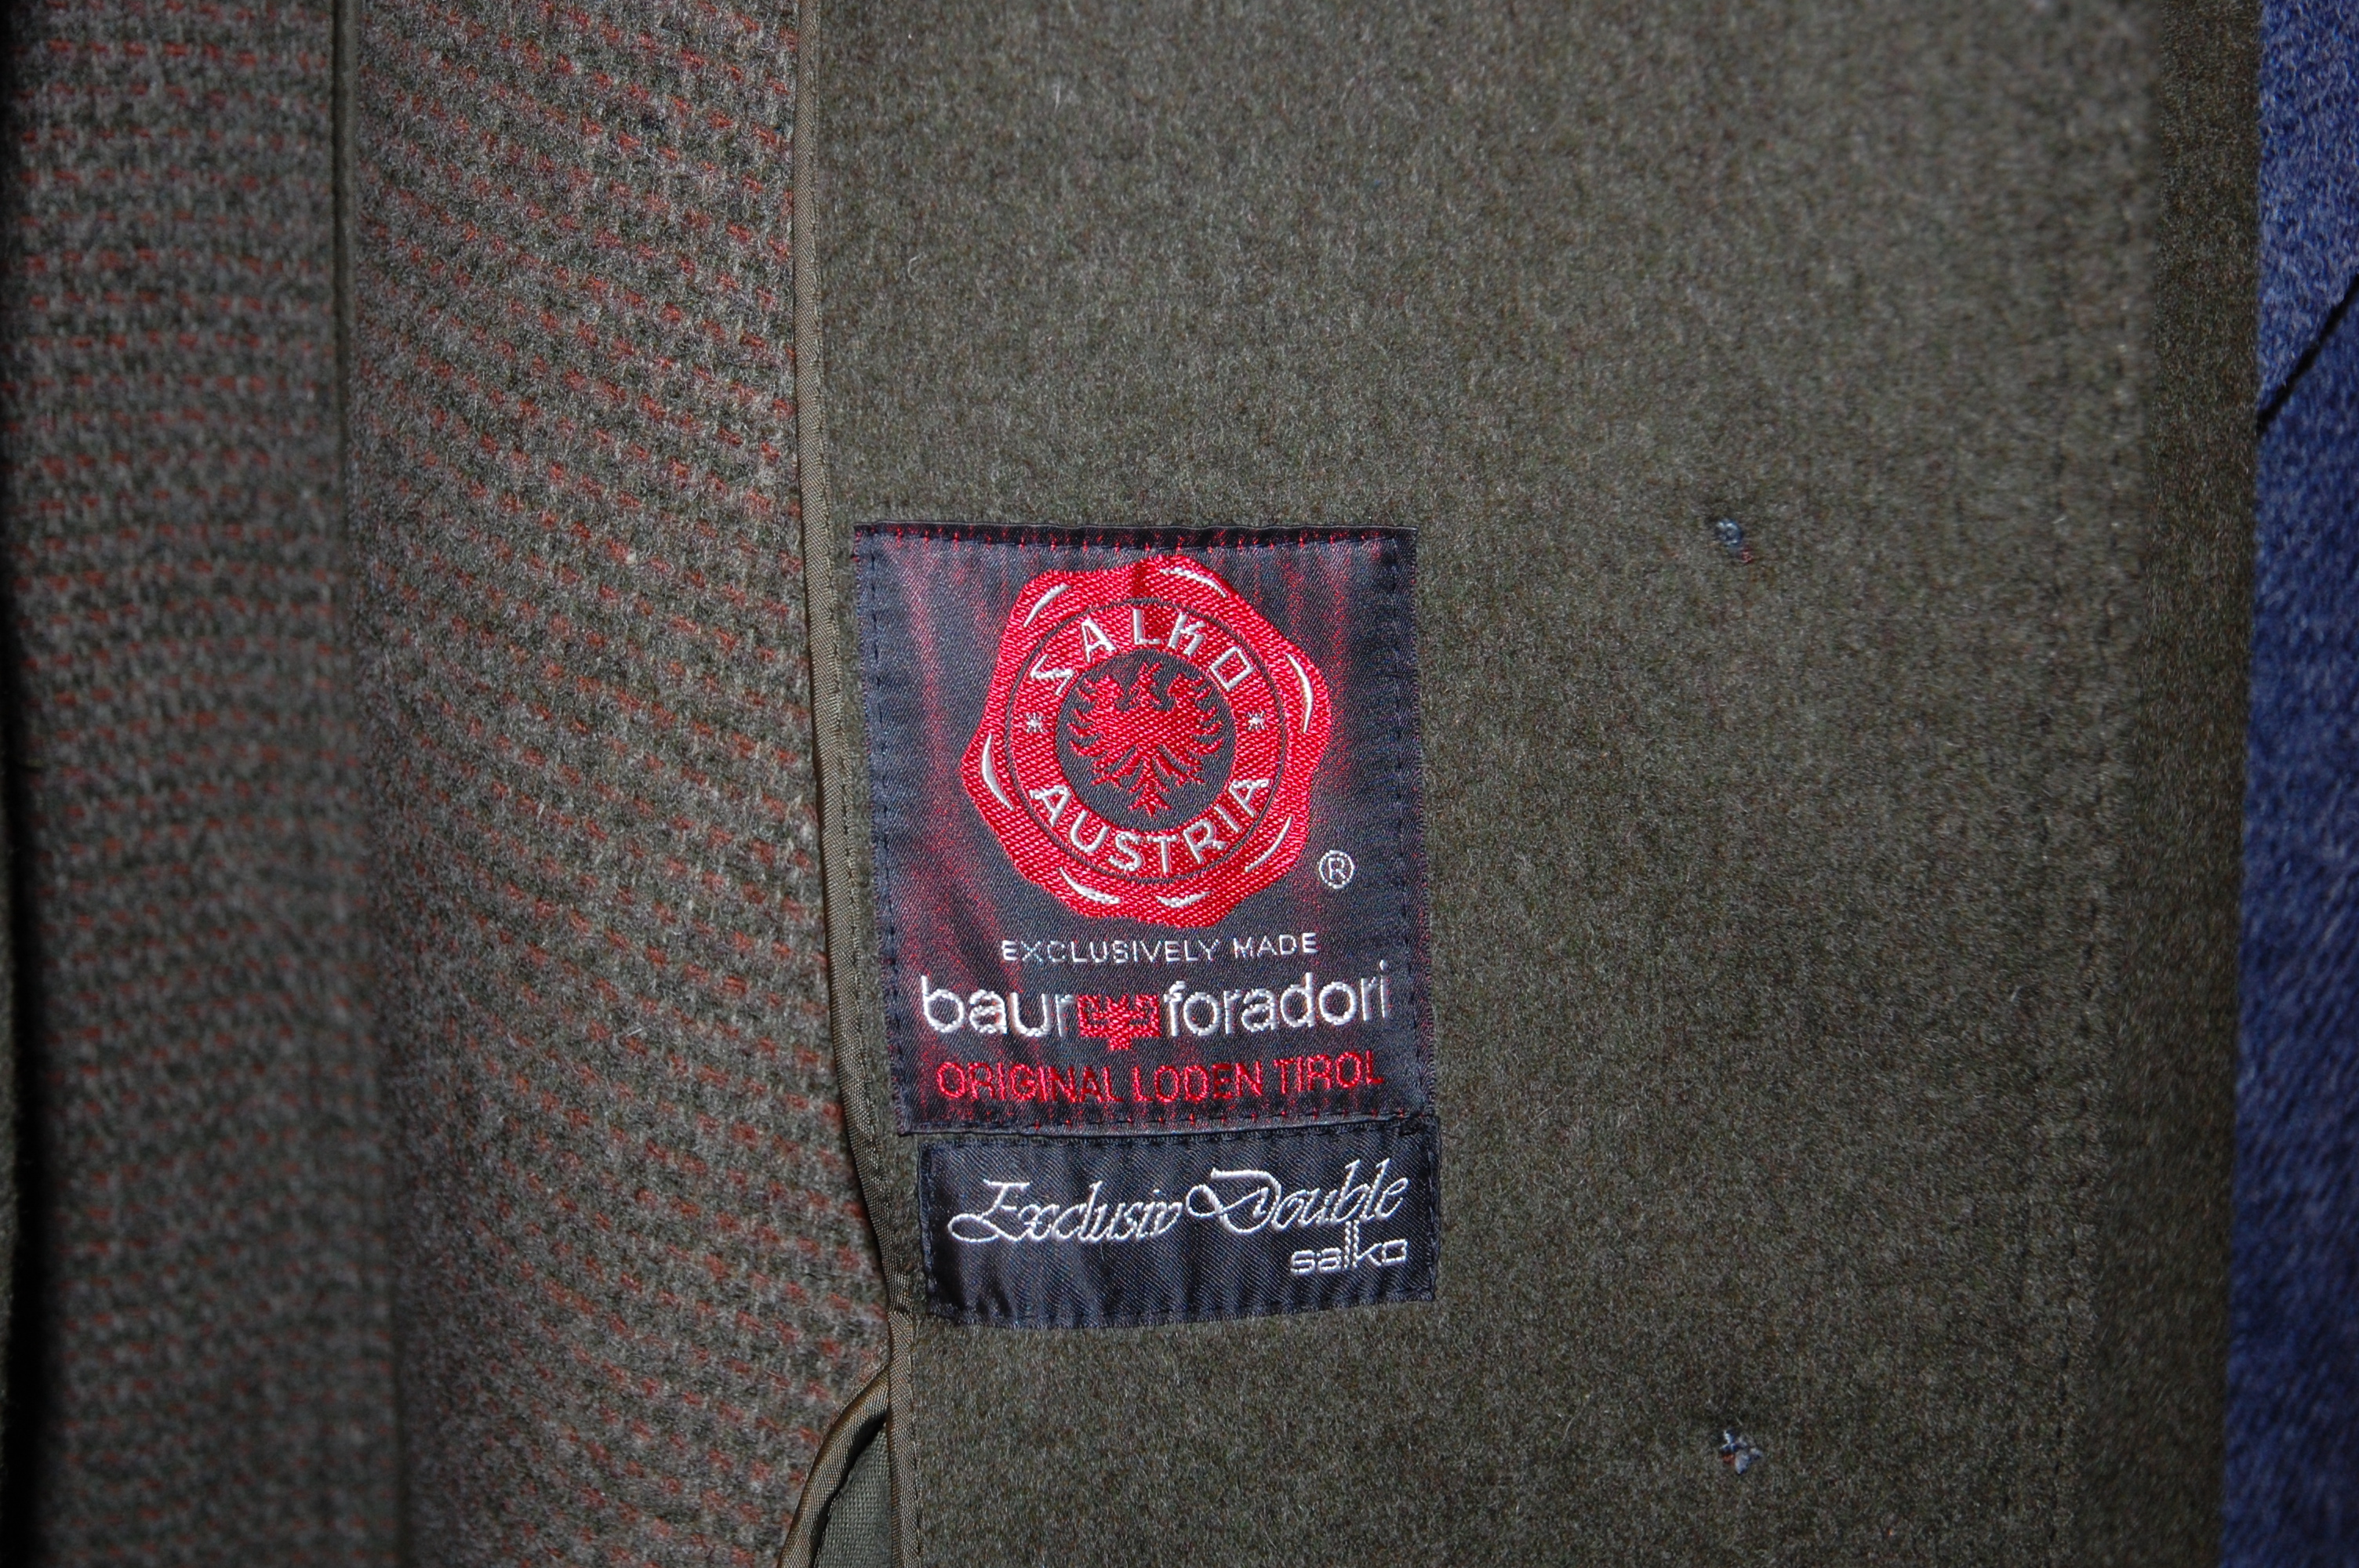 SALKO
AUSTRIA
®
EXCLUSIVELY MADE
baur foradori
ORIGINAL LODEN TIROL
Exclusiv Double
salko